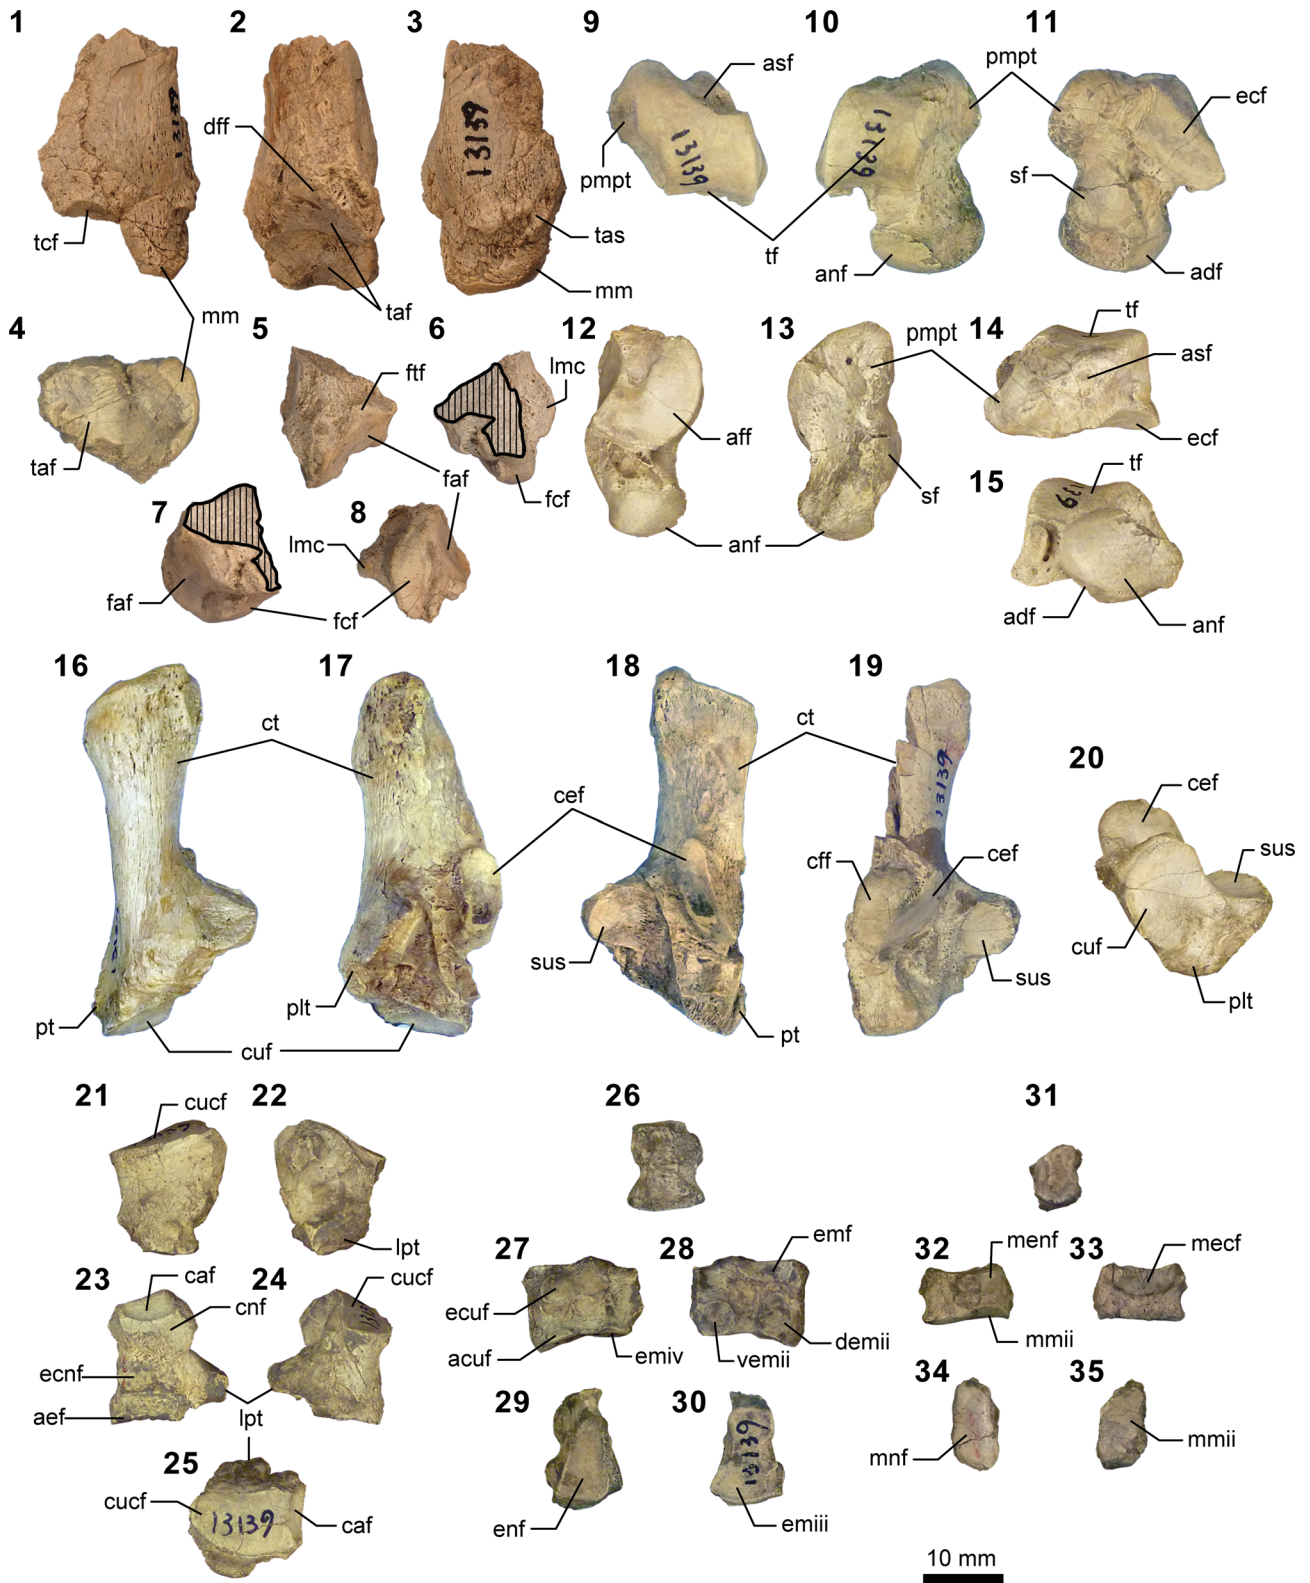 1 2 3 9 10 11
asf
pmpt
ecf
dff
13139
13139
13139
13139
pmpt
sf
tcf
tas
tf
anf
adf
mm
mm
taf
4 5 6 12 13 14
ftf
lmc
pmpt
tf
asf
taf
aff
ecf
faf
fcf
sf
15
tf
139
7 8
lmc
anf
faf
fcf
adf
anf
16 17 18 19
ct
ct
20
13139
cef
cef
cff
cef
sus
sus
sus
cuf
plt
plt
pt
pt
cuf
21 22 26 31
cucf
lpt
27 28 emf 32 menf 33 mecf
23 caf 24 cucf
cnf
ecuf
ecnf
acuf
emiv
vemii
demii
mmii
aef
lpt
29 30 34 35
13139
25
mnf
mmii
cucf
13139
caf
enf
emiii
10 mm